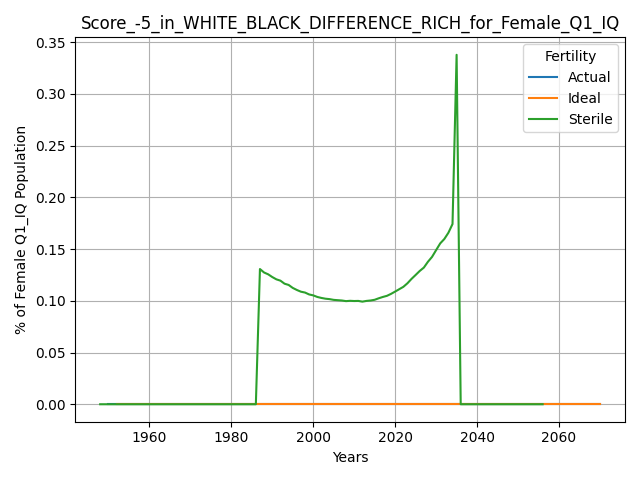 Score_-5_in_WHITE_BLACK_DIFFERENCE_RICH_for_Female_Q1_IQ
Fertility
Actual
Ideal
Sterile
% of Female Q1_IQ Population
0.35
0.30
0.25
0.20
0.15
0.10
0.05
0.00
1960
1980
2000
2020
2040
2060
Years